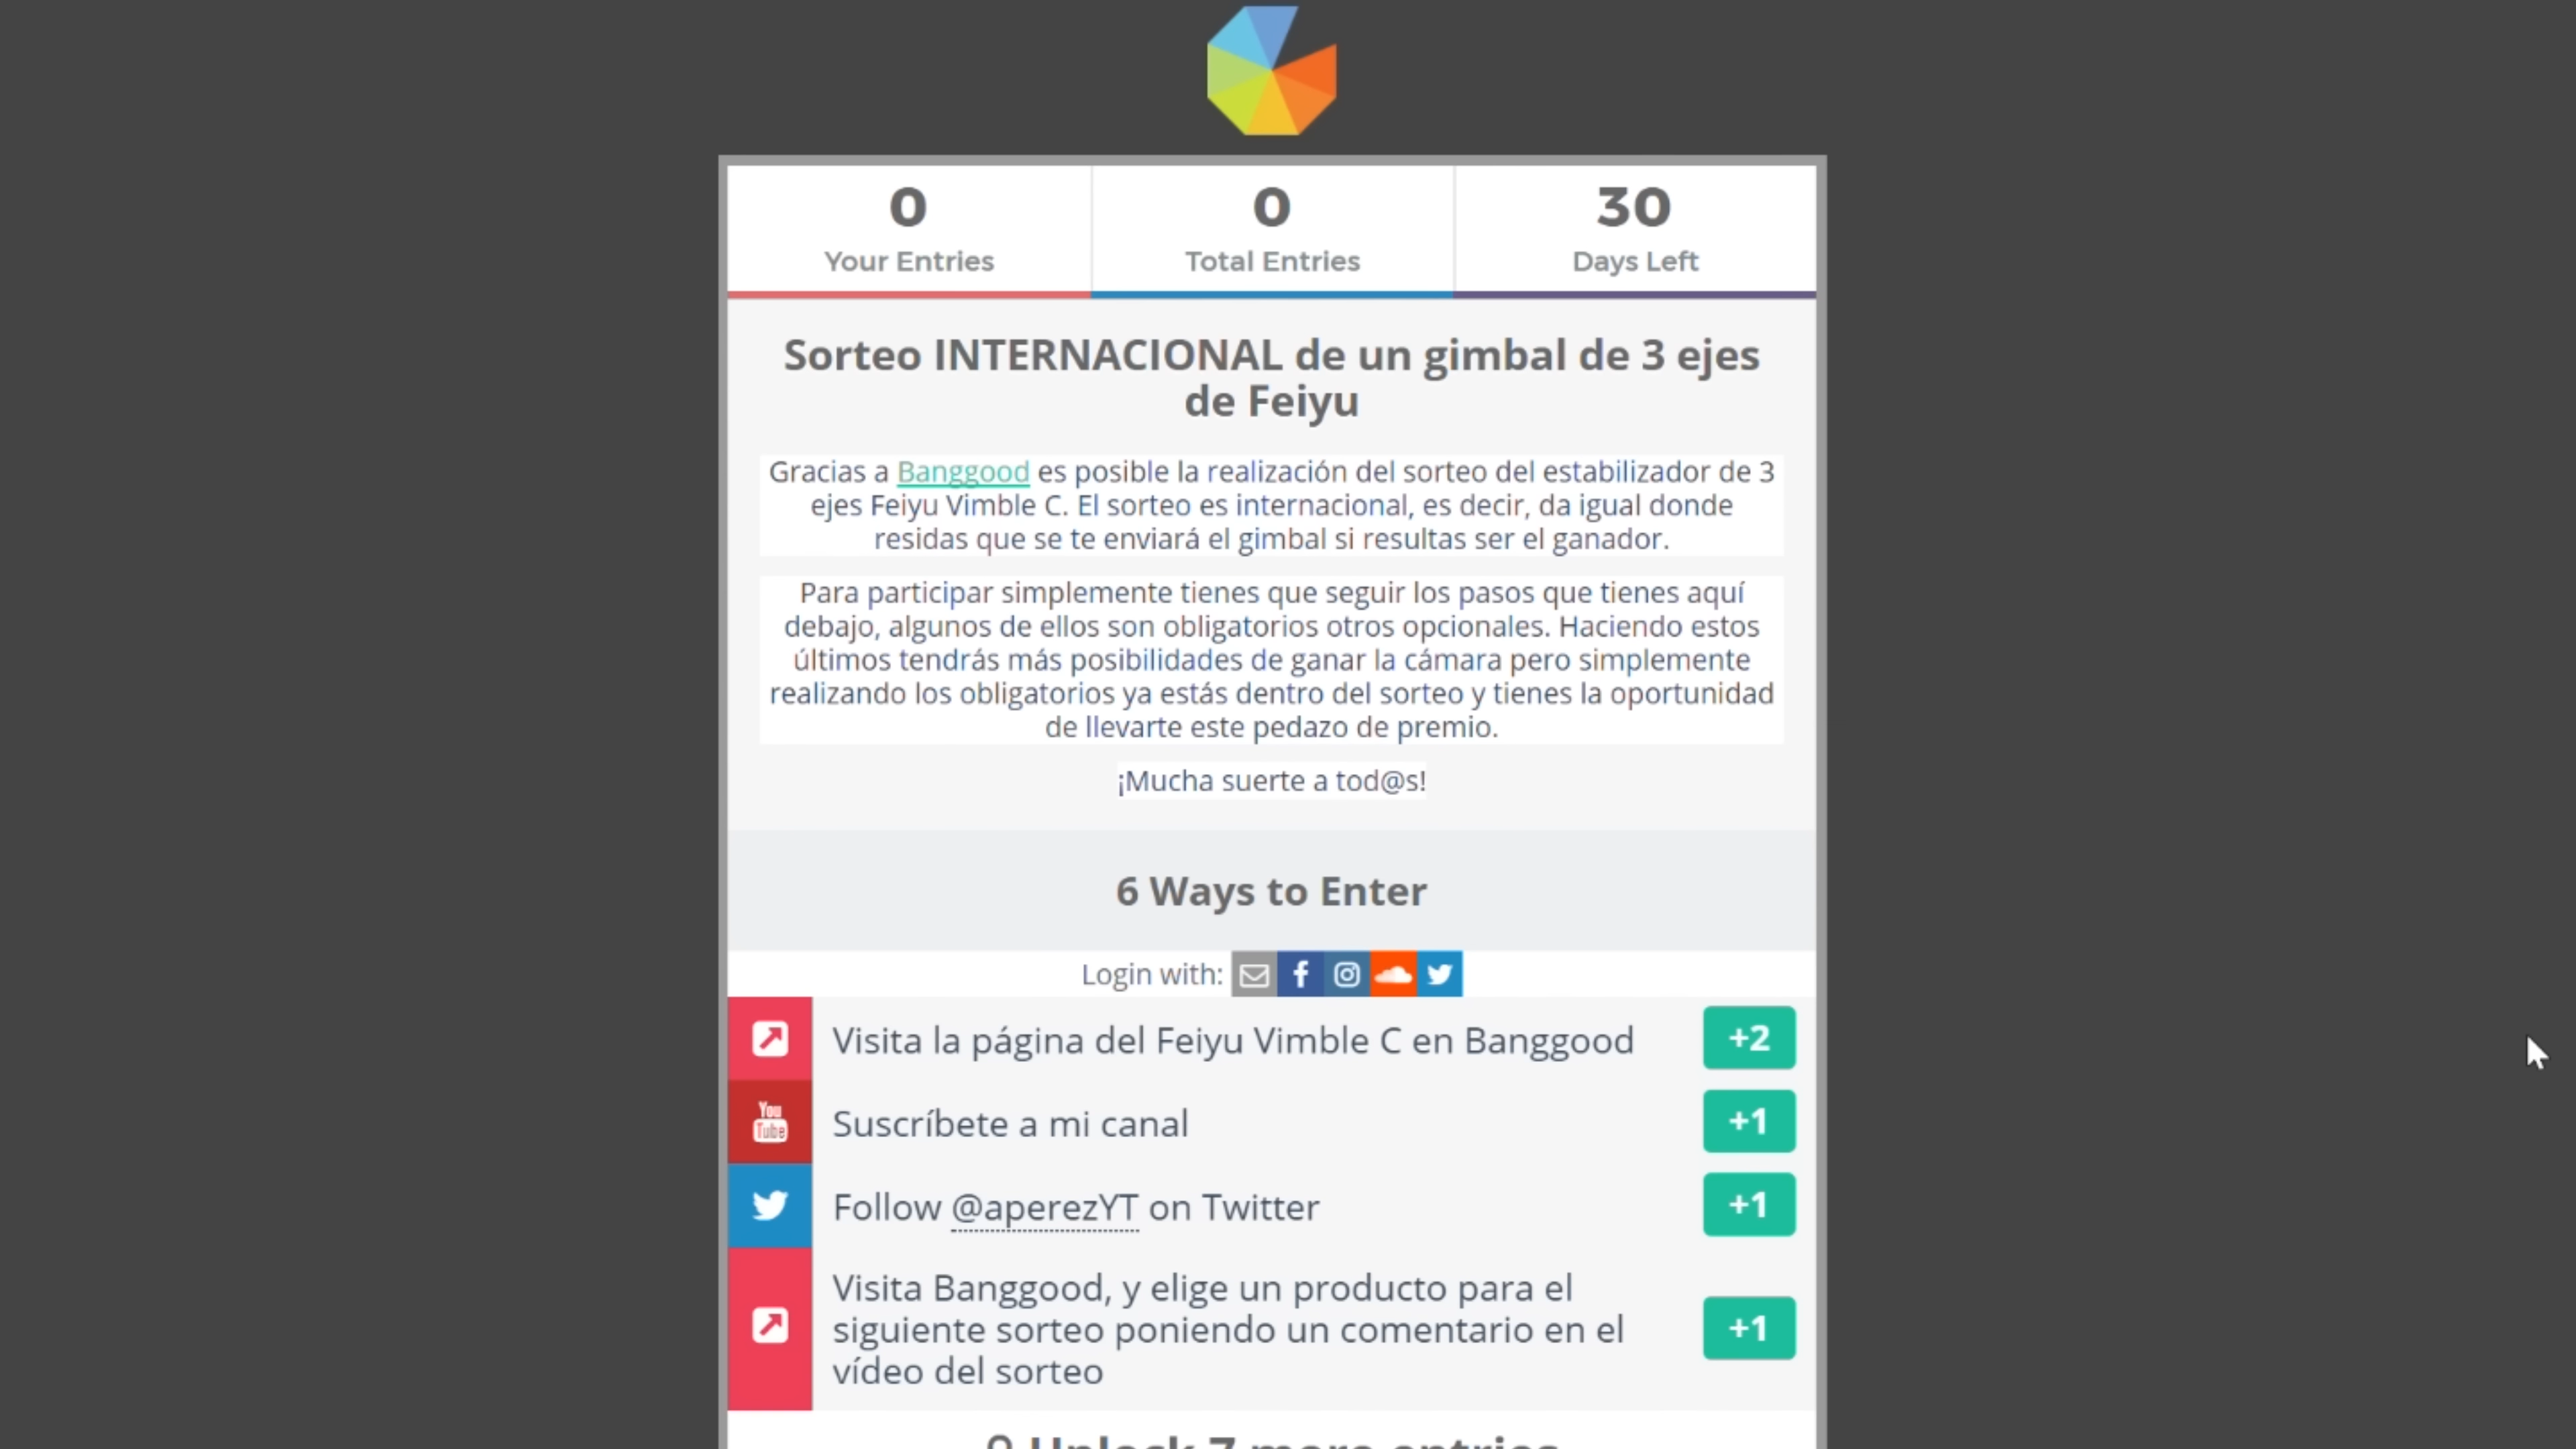 0
Your Entries
0
Total Entries
30
Days Left
Sorteo INTERNACIONAL de un gimbal de 3 ejes
de Feiyu
Gracias a Banggood es posible la realización del sorteo del estabilizador de 3
ejes Feiyu Vimble C. El sorteo es internacional, es decir, da igual donde
residas que se te enviará el gimbal si resultas ser el ganador.
Para participar simplemente tienes que seguir los pasos que tienes aquí
debajo, algunos de ellos son obligatorios otros opcionales. Haciendo estos
últimos tendrás más posibilidades de ganar la cámara pero simplemente
realizando los obligatorios ya estás dentro del sorteo y tienes la oportunidad
de llevarte este pedazo de premio.
¡Mucha suerte a tod@s!
6 Ways to Enter
Login with:
Visita la página del Feiyu Vimble C en Banggood
+2
You
Tube
Suscríbete a mi canal
+1
Follow @aperezYT on Twitter
+1
Visita Banggood, y elige un producto para el
siguiente sorteo poniendo un comentario en el
vídeo del sorteo
+1
Unlock 7 more entries